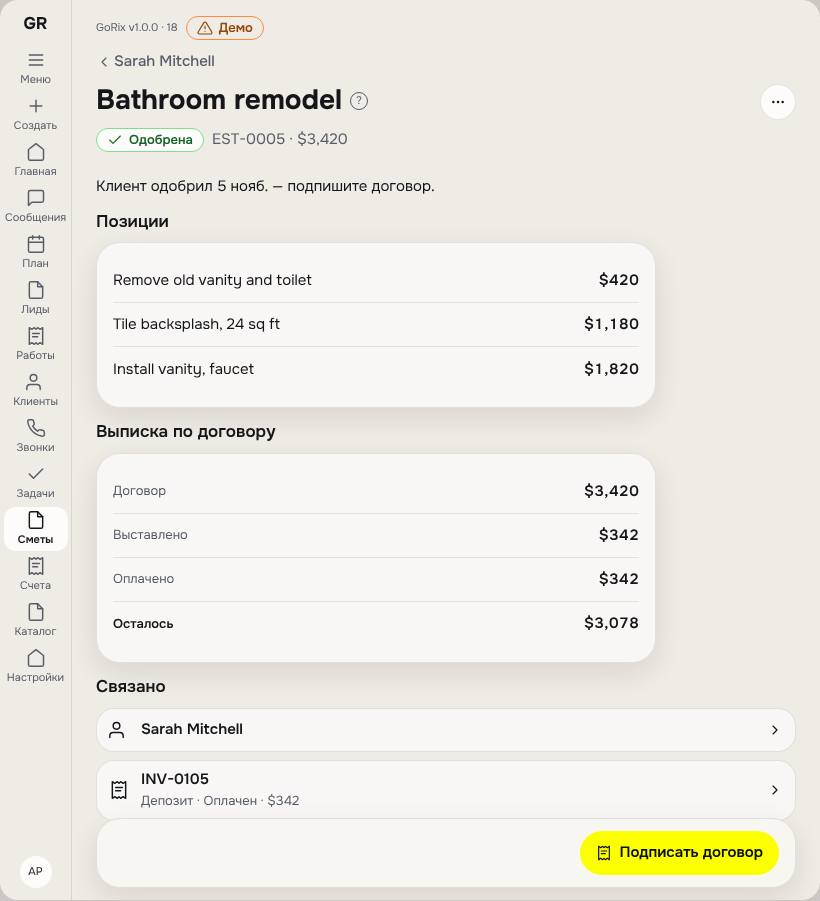 GR
Меню
Создать
Главная
Сообщения
План
Лиды
Работы
Клиенты
Звонки
Задачи
Сметы
Счета
Каталог
Настройки
AP
GoRix v1.0.0 · 18
Демо
Sarah Mitchell
Bathroom remodel ?
Одобрена EST-0005 · $3,420
Клиент одобрил 5 нояб. — подпишите договор.
Позиции
Remove old vanity and toilet $420
Tile backsplash, 24 sq ft $1,180
Install vanity, faucet $1,820
Выписка по договору
Договор $3,420
Выставлено $342
Оплачено $342
Осталось $3,078
Связано
Sarah Mitchell
INV-0105
Депозит · Оплачен · $342
Подписать договор